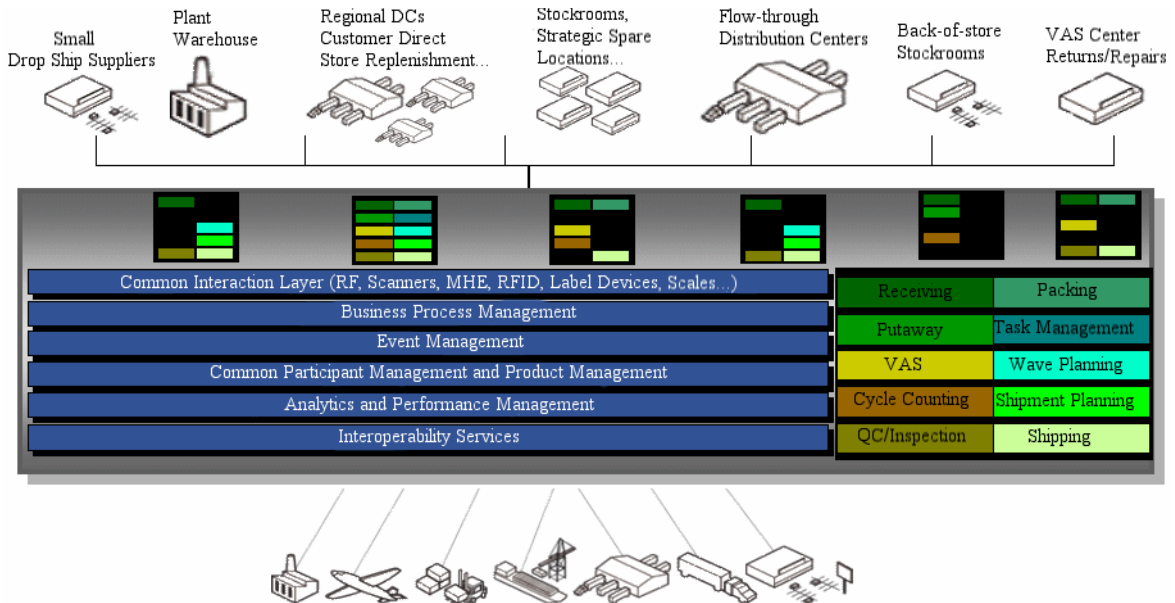 Small
Drop Ship Suppliers
Plant
Warehouse
Regional DCs
Customer Direct
Store Replenishment...
Stockrooms,
Strategic Spare
Locations...
Flow-through
Distribution Centers
Back-of-store
Stockrooms
VAS Center
Returns/Repairs
Common Interaction Layer (RF, Scanners, MHE, RFID, Label Devices, Scales...)
Business Process Management
Event Management
Common Participant Management and Product Management
Analytics and Performance Management
Interoperability Services
Receiving
Packing
Putaway
Task Management
VAS
Wave Planning
Cycle Counting
Shipment Planning
QC/Inspection
Shipping